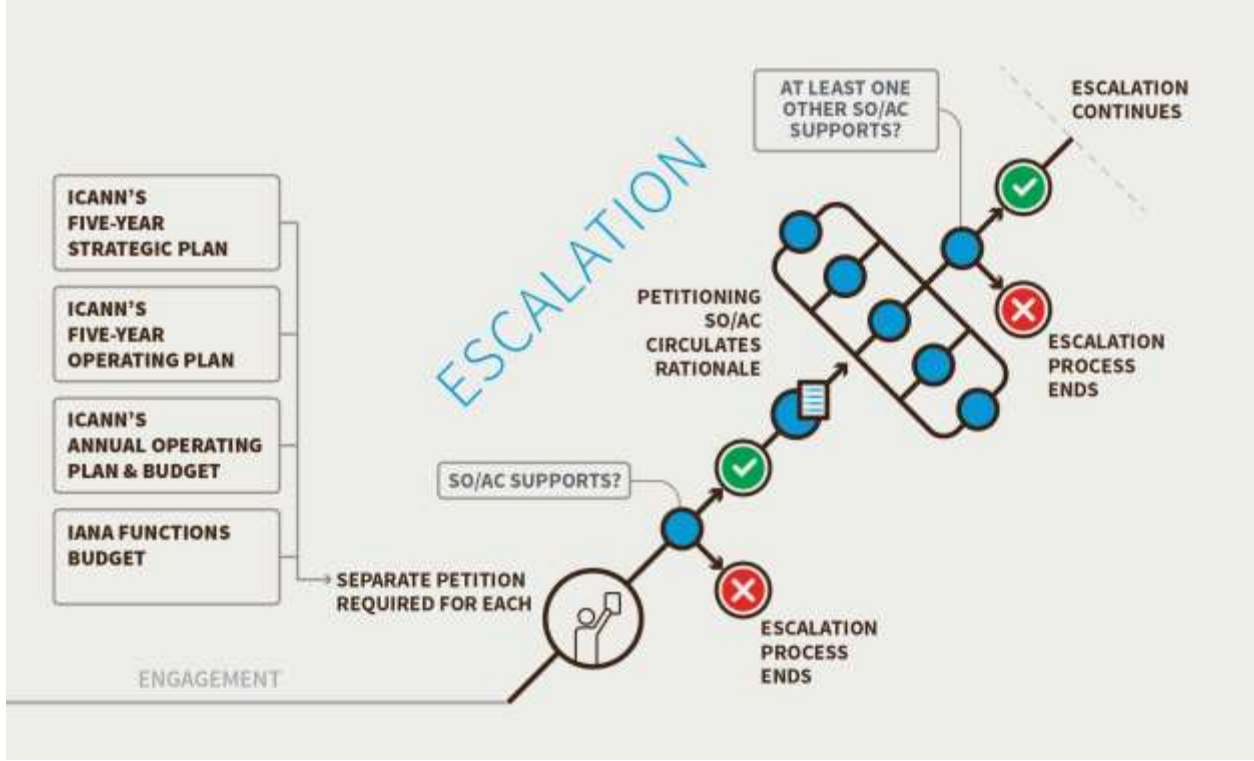 ICANN'S
FIVE-YEAR
STRATEGIC PLAN
ICANN'S
FIVE-YEAR
OPERATING PLAN
ICANN'S
ANNUAL OPERATING
PLAN & BUDGET
IANA FUNCTIONS
BUDGET
SEPARATE PETITION
REQUIRED FOR EACH
ENGAGEMENT
ESCALATION
SO/AC SUPPORTS?
ESCALATION
PROCESS
ENDS
PETITIONING
SO/AC
CIRCULATES
RATIONALE
AT LEAST ONE
OTHER SO/AC
SUPPORTS?
ESCALATION
CONTINUES
ESCALATION
PROCESS
ENDS